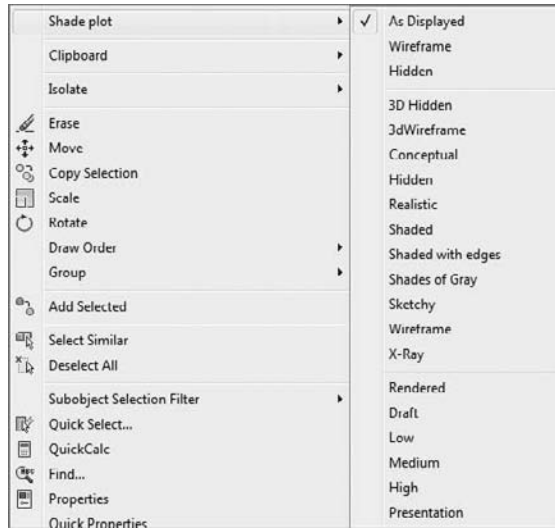 Shade plot
Clipboard
Isolate
Erase
Move
Copy Selection
Scale
Rotate
Draw Order
Group
Add Selected
Select Similar
Deselect All
Subobject Selection Filter
Quick Select...
QuickCalc
Find...
Properties
Quick Properties
As Displayed
Wireframe
Hidden
3D Hidden
3dWireframe
Conceptual
Hidden
Realistic
Shaded
Shaded with edges
Shades of Gray
Sketchy
Wireframe
X-Ray
Rendered
Draft
Low
Medium
High
Presentation